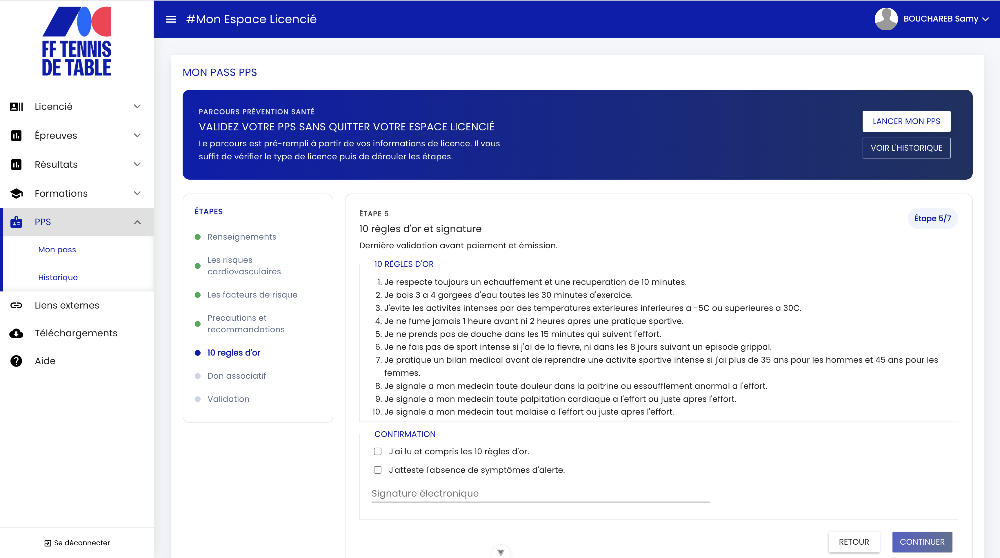 FF TENNIS
DE TABLE
#Mon Espace Licencié
BOUCHAREB Samy
Licencié
Épreuves
Résultats
Formations
PPS
Mon pass
Historique
Liens externes
Téléchargements
Aide
Se déconnecter
MON PASS PPS
PARCOURS PRÉVENTION SANTÉ
VALIDEZ VOTRE PPS SANS QUITTER VOTRE ESPACE LICENCIÉ
Le parcours est pré-rempli à partir de vos informations de licence. Il vous
suffit de vérifier le type de licence puis de dérouler les étapes.
LANCER MON PPS
VOIR L'HISTORIQUE
ÉTAPES
Renseignements
Les risques
cardiovasculaires
Les facteurs de risque
Precautions et
recommandations
10 regles d'or
Don associatif
Validation
ÉTAPE 5
10 règles d'or et signature
Dernière validation avant paiement et émission.
Étape 5/7
10 RÈGLES D'OR
1. Je respecte toujours un echauffement et une recuperation de 10 minutes.
2. Je bois 3 a 4 gorgees d'eau toutes les 30 minutes d'exercice.
3. J'evite les activites intenses par des temperatures exterieures inferieures a -5C ou superieures a 30C.
4. Je ne fume jamais 1 heure avant ni 2 heures apres une pratique sportive.
5. Je ne prends pas de douche dans les 15 minutes qui suivent l'effort.
6. Je ne fais pas de sport intense si j'ai de la fievre, ni dans les 8 jours suivant un episode grippal.
7. Je pratique un bilan medical avant de reprendre une activite sportive intense si j'ai plus de 35 ans pour les hommes et 45 ans pour les
femmes.
8. Je signale a mon medecin toute douleur dans la poitrine ou essoufflement anormal a l'effort.
9. Je signale a mon medecin toute palpitation cardiaque a l'effort ou juste apres l'effort.
10. Je signale a mon medecin tout malaise a l'effort ou juste apres l'effort.
CONFIRMATION
J'ai lu et compris les 10 règles d'or.
J'atteste l'absence de symptômes d'alerte.
Signature électronique
RETOUR
CONTINUER